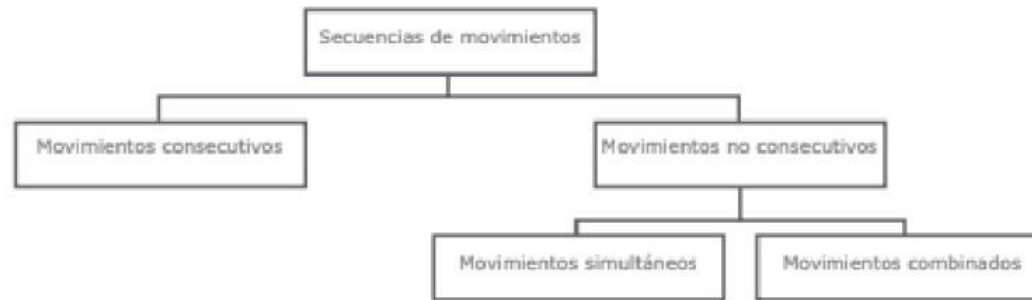 Secuencias de movimientos
Movimientos consecutivos
Movimientos no consecutivos
Movimientos simultáneos
Movimientos combinados